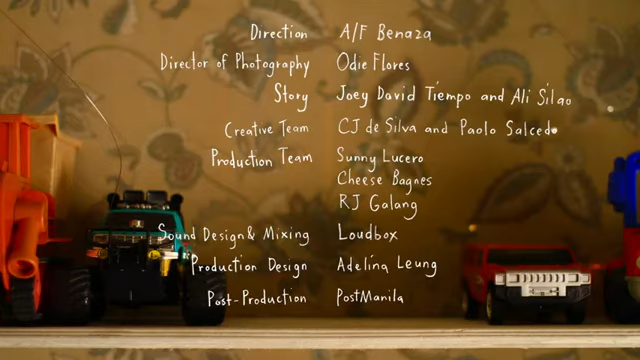 Direction A/F Benaza
Director of Photography Odie Flores
Story Joey David Tiempo and Ali Silao
Creative Team CJ de Silva and Paolo Salcedo
Production Team Sunny Lucero
Cheese Bagnes
RJ Galang
Sound Design & Mixing Loudbox
Production Design Adelina Leung
Post-Production PostManila